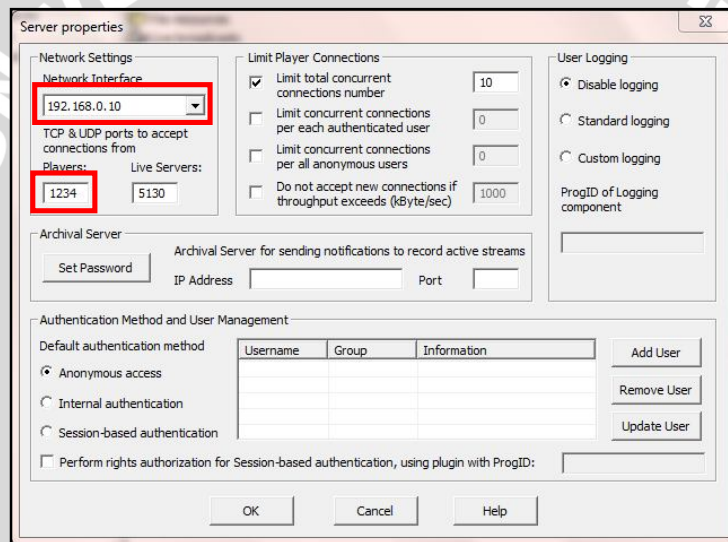 Server properties
Network Settings
Network Interface
192.168.0.10
TCP & UDP ports to accept
connections from
Players:
Live Servers:
1234
5130
Limit Player Connections
Limit total concurrent
connections number
10
Limit concurrent connections
per each authenticated user
0
Limit concurrent connections
per all anonymous users
0
Do not accept new connections if
throughput exceeds (kByte/sec)
1000
User Logging
Disable logging
Standard logging
Custom logging
ProgID of Logging
component
Archival Server
Set Password
Archival Server for sending notifications to record active streams
IP Address
Port
Authentication Method and User Management
Default authentication method
Anonymous access
Internal authentication
Session-based authentication
Username Group Information
Add User
Remove User
Update User
Perform rights authorization for Session-based authentication, using plugin with ProgID:
OK Cancel Help